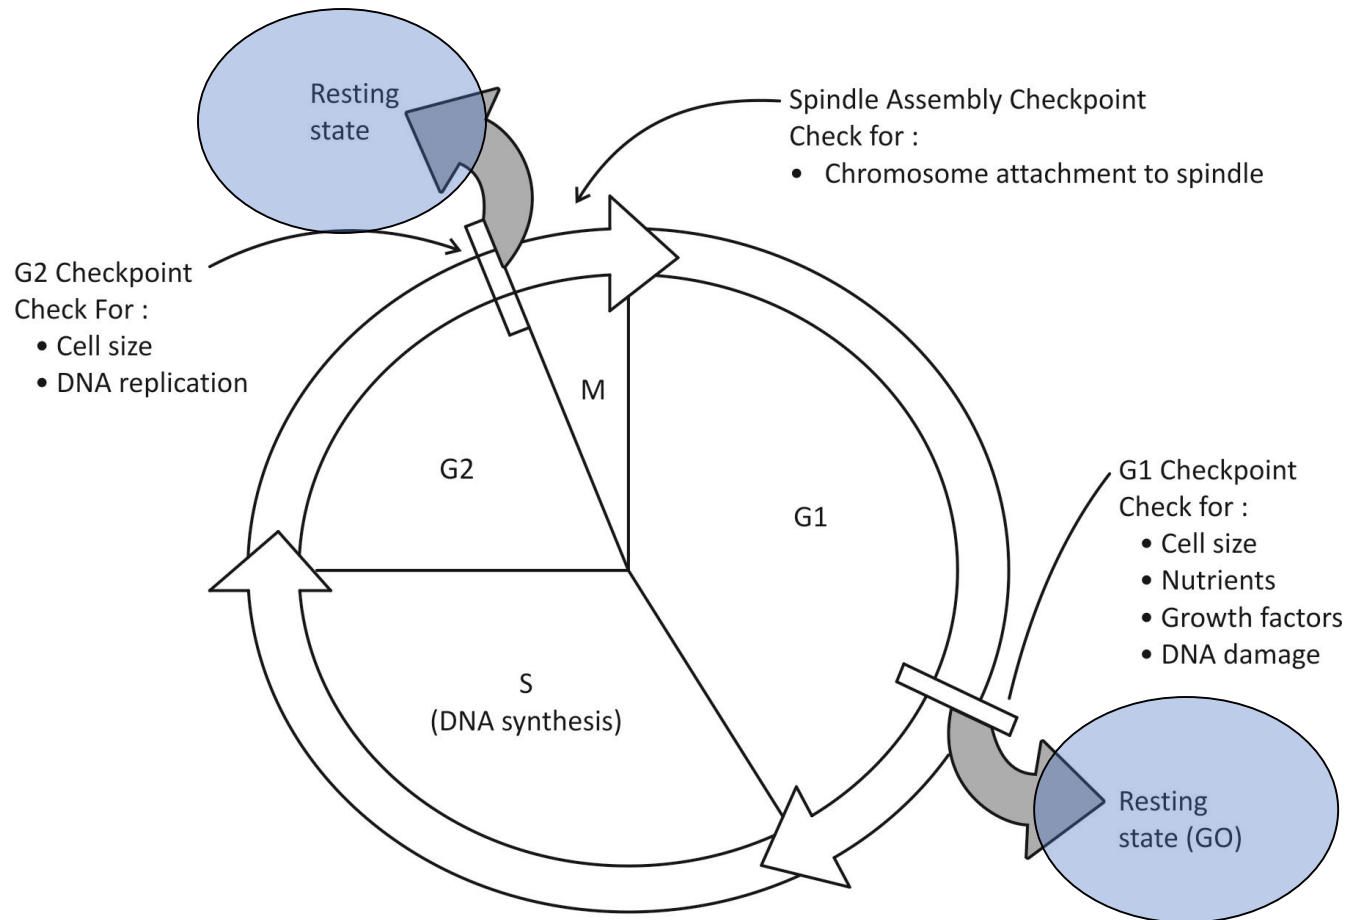 Resting
state
Spindle Assembly Checkpoint
Check for :
• Chromosome attachment to spindle
G2 Checkpoint
Check For :
• Cell size
• DNA replication
M
G2
G1
G1 Checkpoint
Check for :
• Cell size
• Nutrients
• Growth factors
• DNA damage
S
(DNA synthesis)
Resting
state (GO)